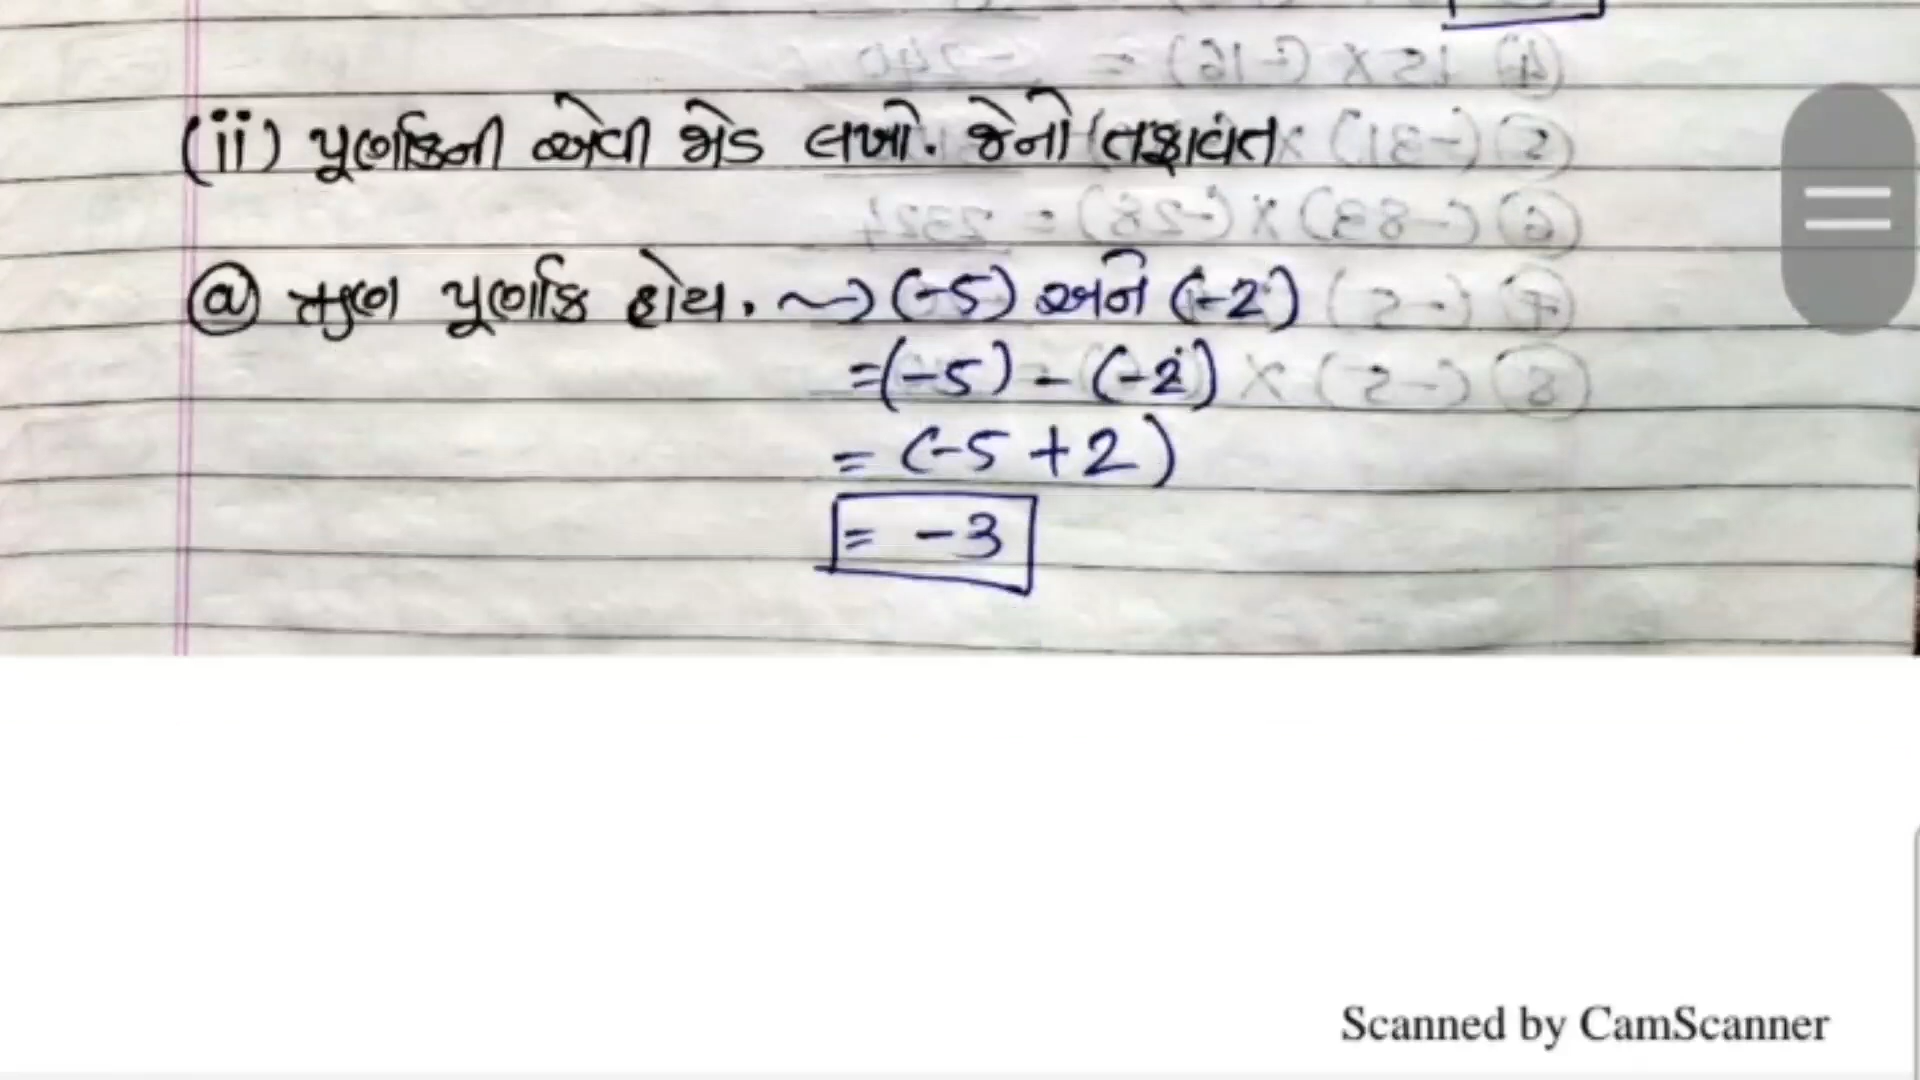 (ii) પૂર્ણાંકની એવી જોડ લખો. જેનો તફાવત
(a) ઋણ પૂર્ણાંક હોય. ~→ (-5) અને (-2)
=(-5) - (-2)
= (-5 + 2)
= -3
Scanned by CamScanner